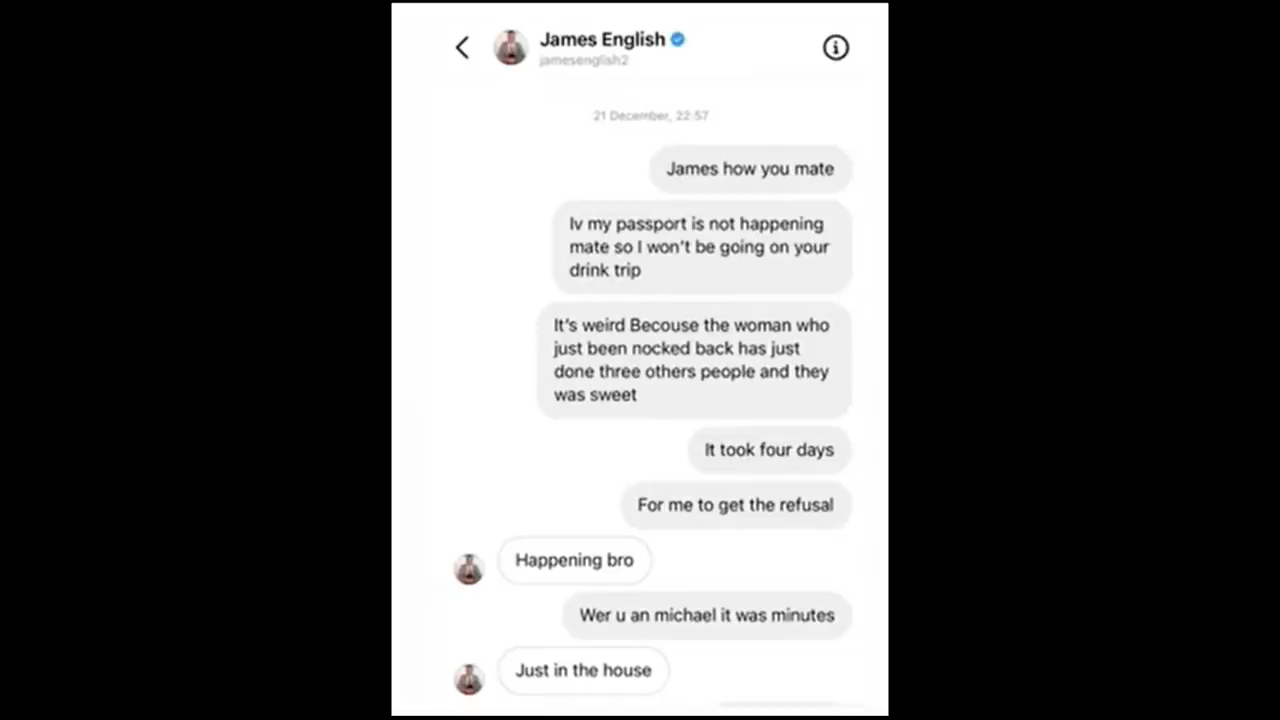 James English
jamesenglish2
21 December, 22:57
James how you mate
Iv my passport is not happening
mate so I won't be going on your
drink trip
It's weird Becouse the woman who
just been nocked back has just
done three others people and they
was sweet
It took four days
For me to get the refusal
Happening bro
Wer u an michael it was minutes
Just in the house